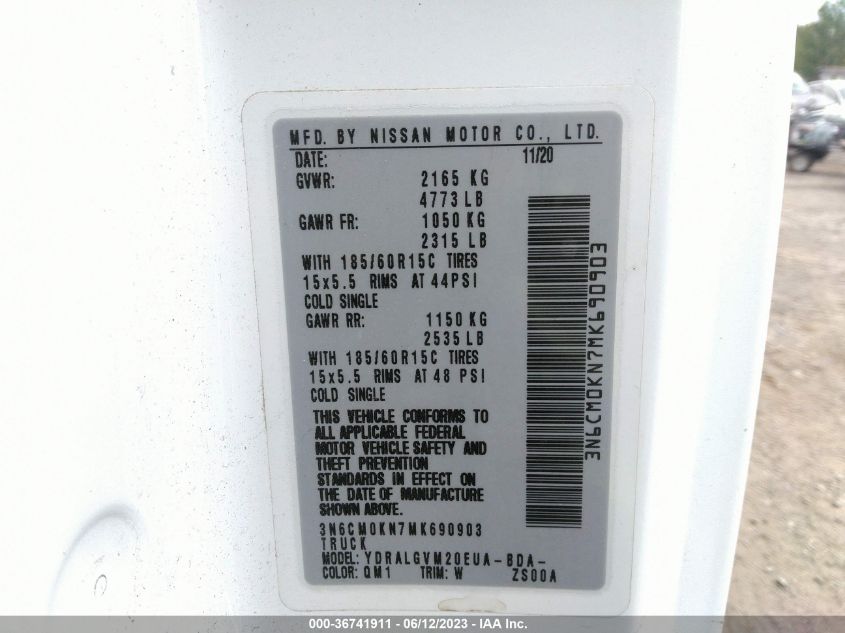 MFD. BY NISSAN MOTOR CO., LTD.
DATE: 11/20
GVWR: 2165 KG
4773 LB
GAWR FR: 1050 KG
2315 LB
WITH 185/60R15C TIRES
15x5.5 RIMS AT 44PSI
COLD SINGLE
GAWR RR: 1150 KG
2535 LB
WITH 185/60R15C TIRES
15x5.5 RIMS AT 48 PSI
COLD SINGLE
THIS VEHICLE CONFORMS TO
ALL APPLICABLE FEDERAL
MOTOR VEHICLE SAFETY AND
THEFT PREVENTION
STANDARDS IN EFFECT ON
THE DATE OF MANUFACTURE
SHOWN ABOVE.
3N6CM0KN7MK690903
TRUCK
MODEL: YDRALGVM20EUA-BDA-
COLOR: QM1 TRIM: W ZS00A
3N6CM0KN7MK690903
000-36741911 - 06/12/2023 - IAA Inc.